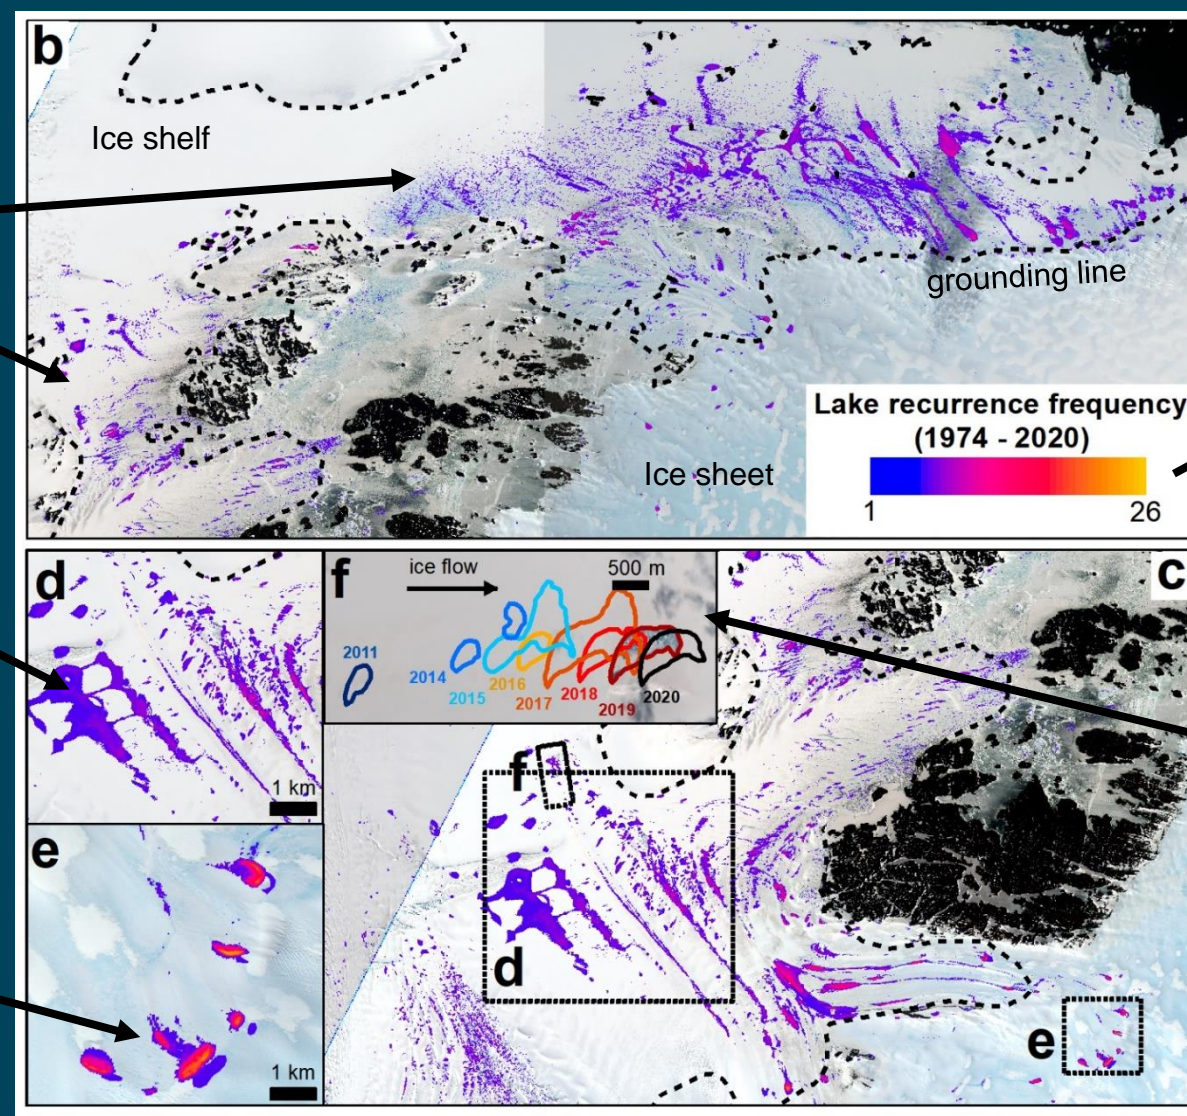 b
Ice shelf
grounding line
Lake recurrence frequency
(1974 - 2020)
1
26
Ice sheet
d
1 km
f
ice flow
500 m
2011
2014
2015
2016
2017
2018
2019
2020
c
f
d
e
e
1 km